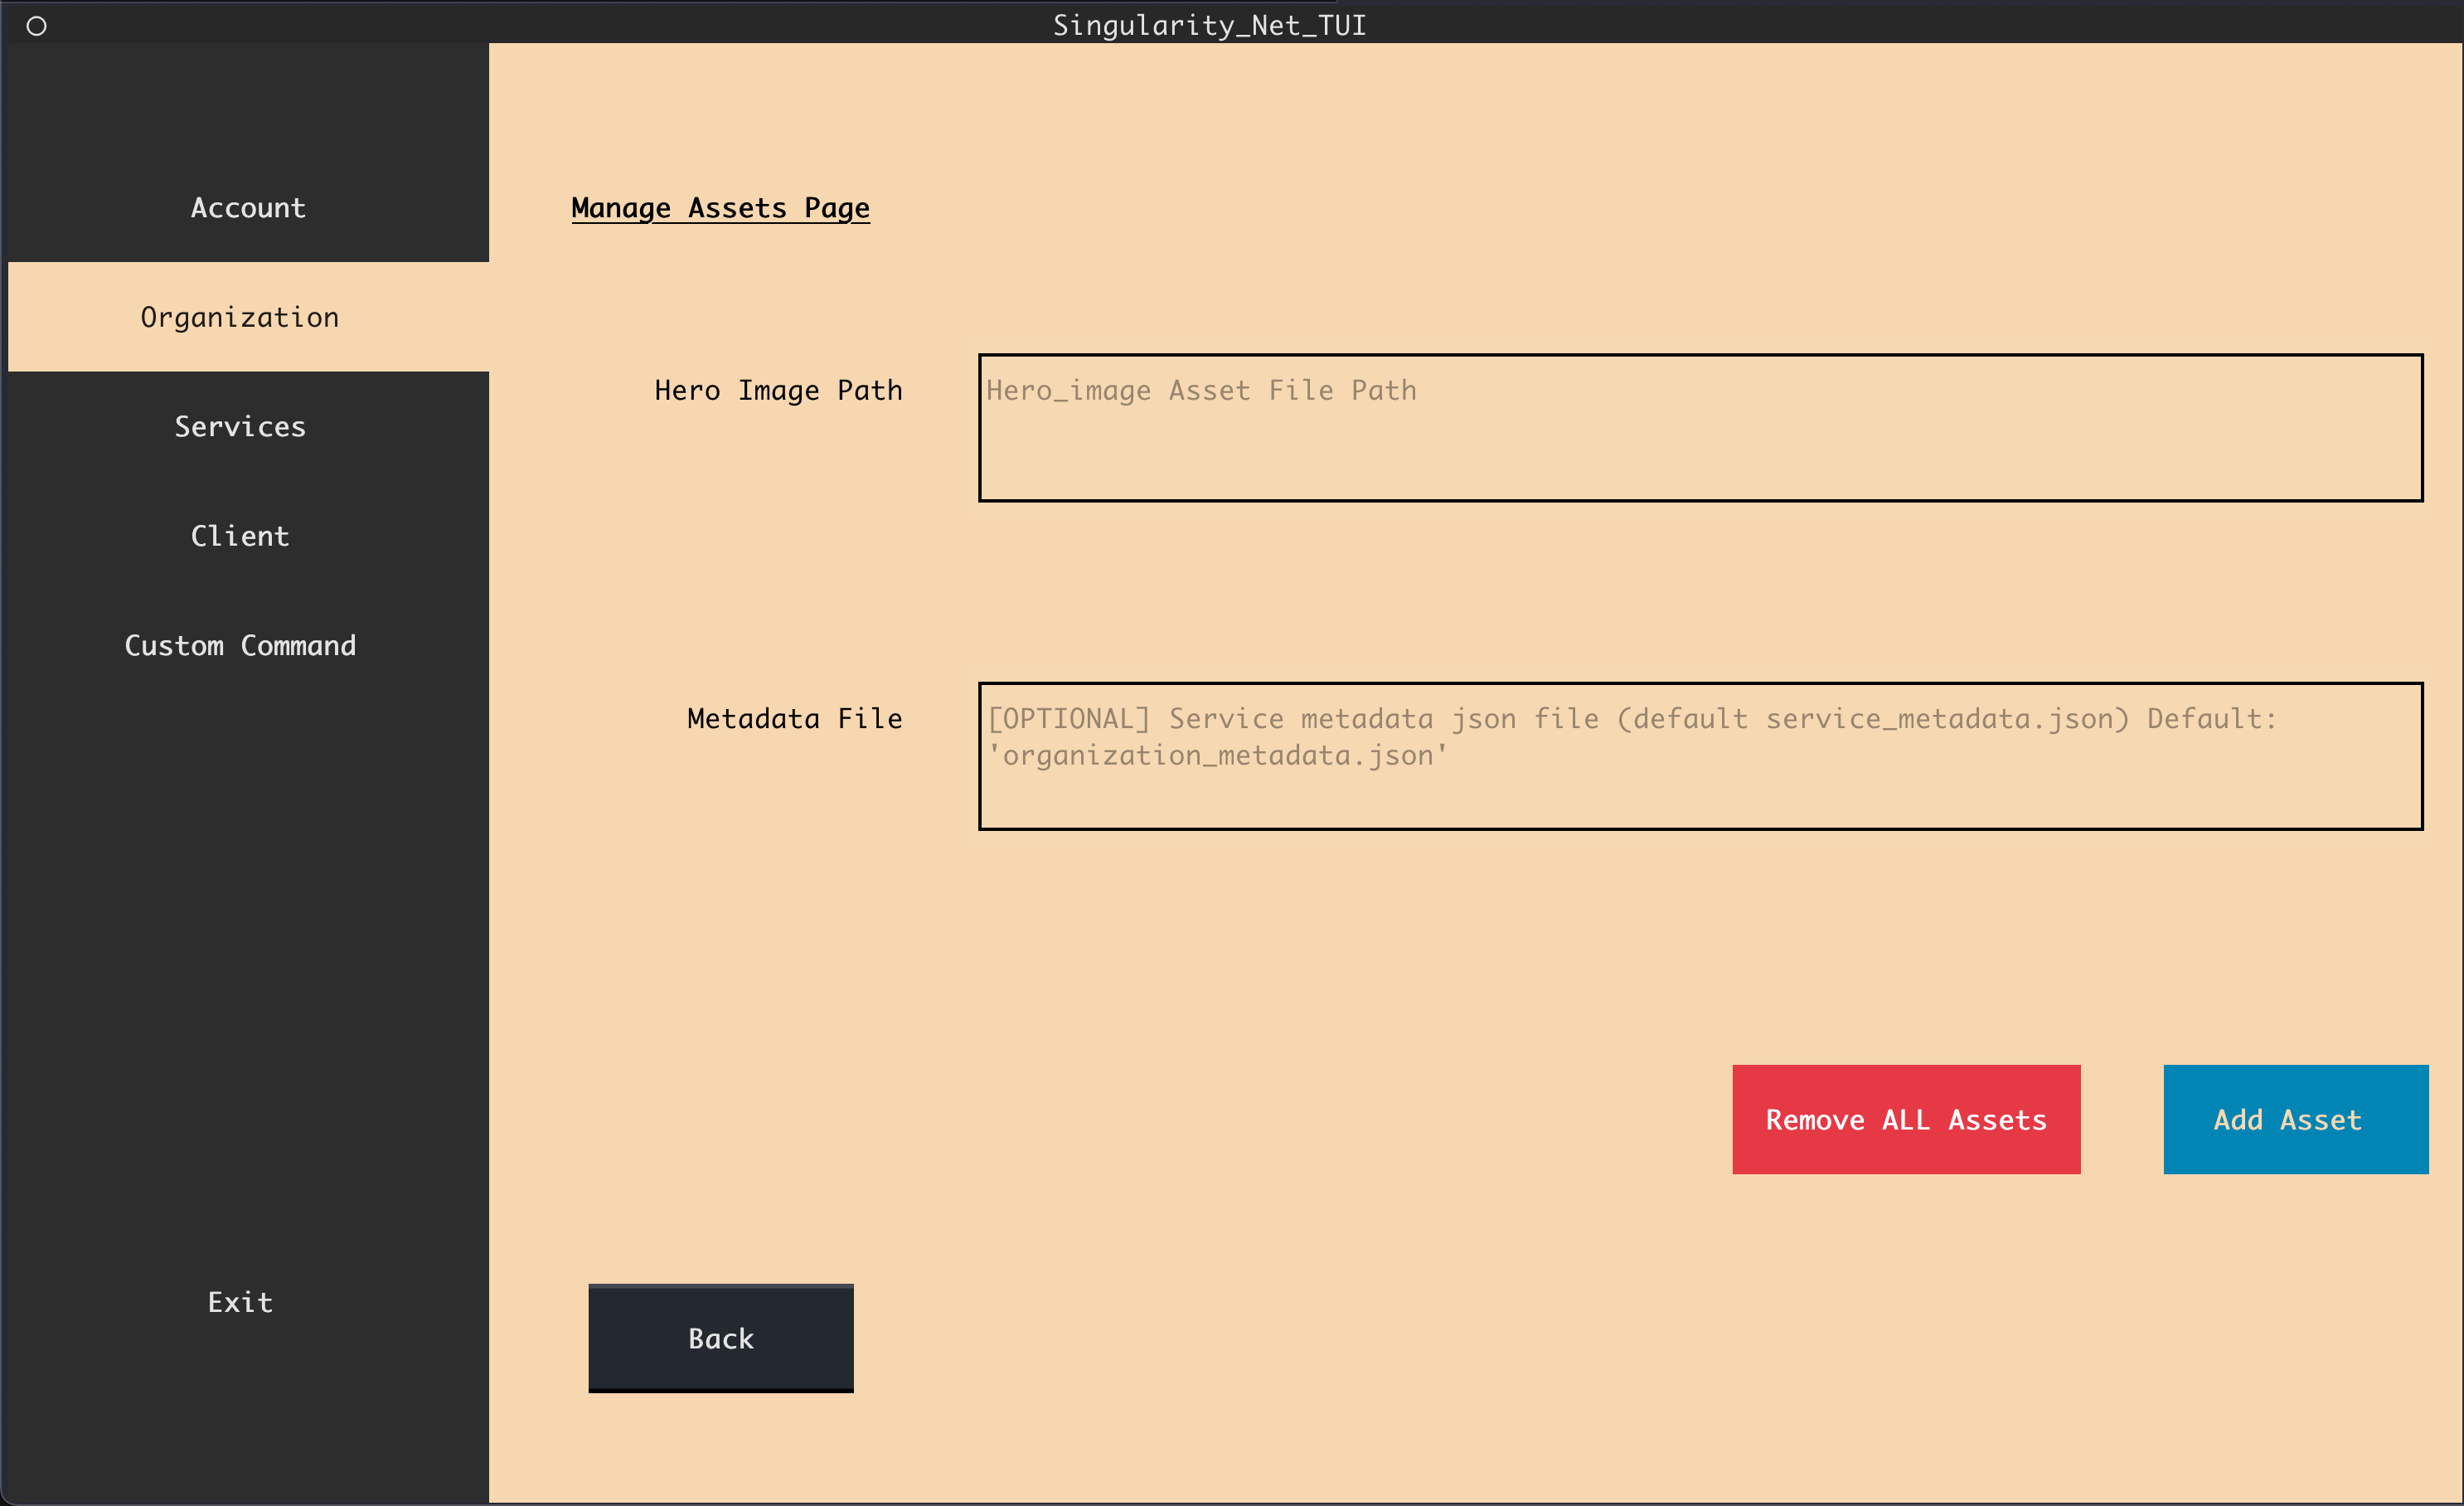 Singularity_Net_TUI
Account
Organization
Services
Client
Custom Command
Exit
Manage Assets Page
Hero Image Path
Hero_image Asset File Path
Metadata File
[OPTIONAL] Service metadata json file (default service_metadata.json) Default:
'organization_metadata.json'
Remove ALL Assets
Add Asset
Back